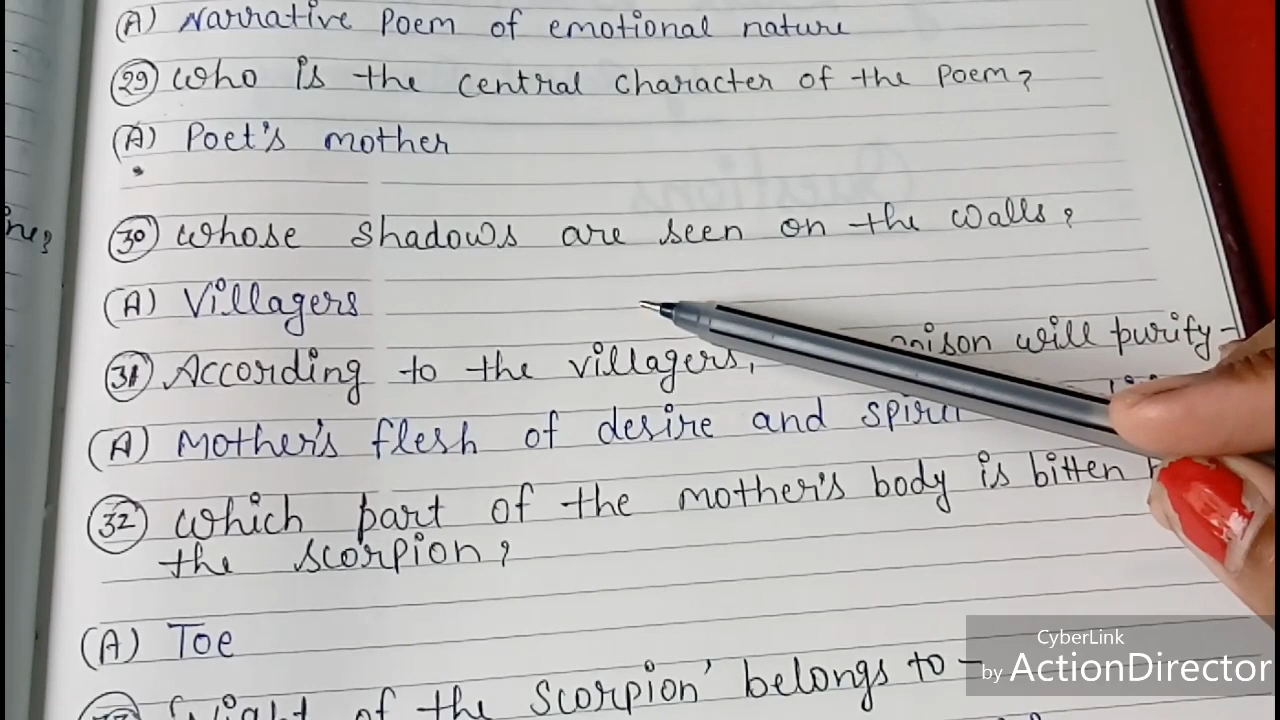 (A) Narrative Poem of emotional nature
29 Who is the central character of the Poem?
(A) Poet's mother
30 Whose shadows are seen on the walls?
(A) Villagers
31 According to the villagers, will purify -
(A) Mother's flesh of desire and
32 which part of the mother's body is bitten
the scorpion?
(A) Toe
of the scorpion' belongs to -
CyberLink
by ActionDirector